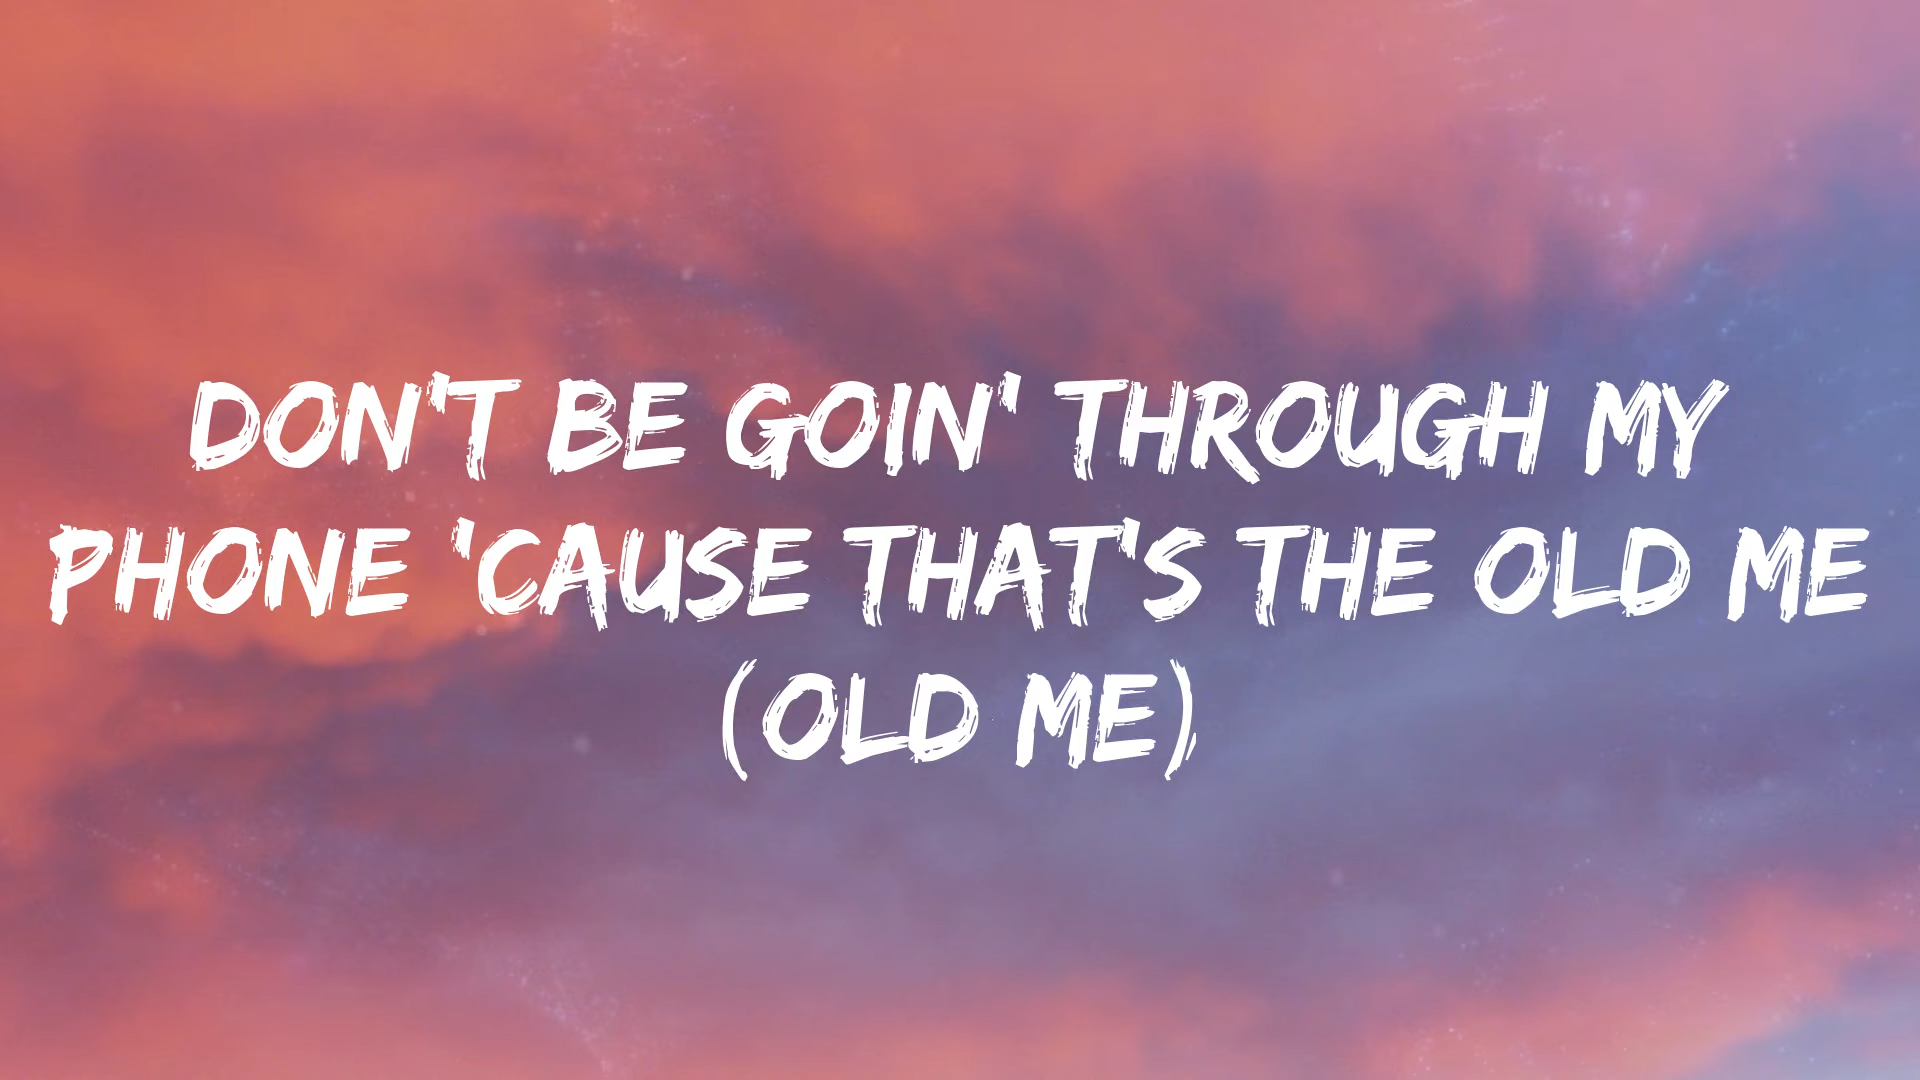 DON'T BE GOIN' THROUGH MY
PHONE 'CAUSE THAT'S THE OLD ME
(OLD ME)